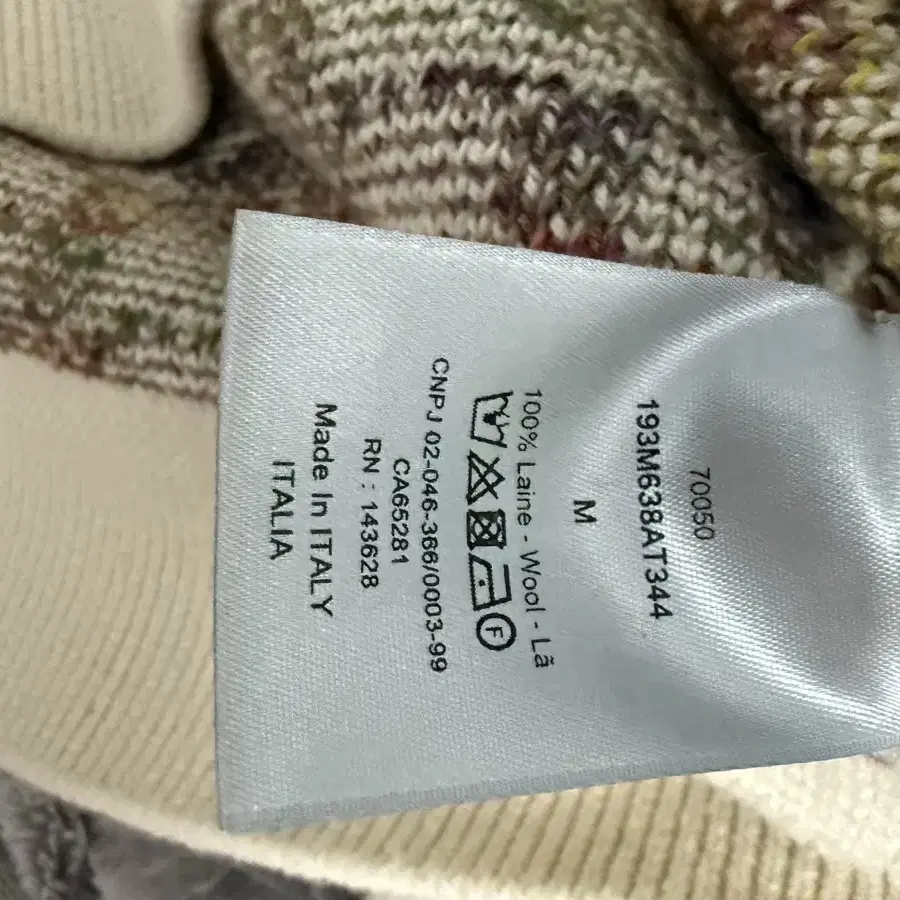 70050
193M638AT344
M
100% Laine - Wool - Lã
F
CNPJ 02-046-366/0003-99
CA65281
RN : 143628
Made In ITALY
ITALIA